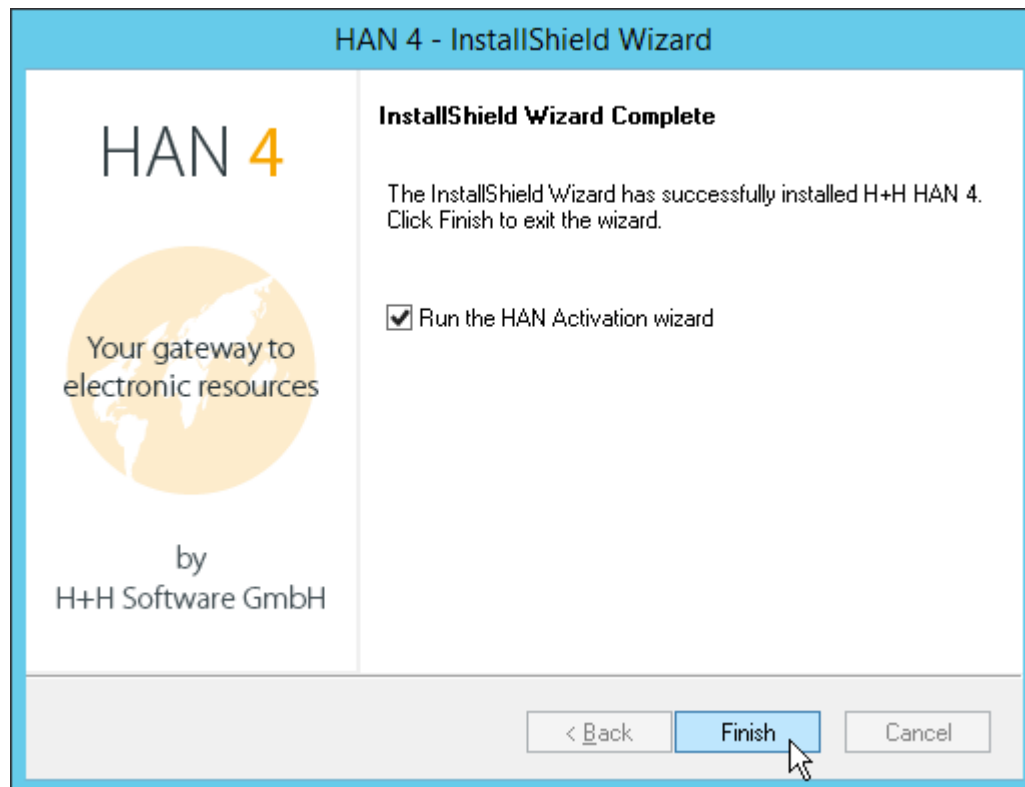 HAN 4 - InstallShield Wizard
HAN 4
Your gateway to
electronic resources
by
H+H Software GmbH
InstallShield Wizard Complete
The InstallShield Wizard has successfully installed H+H HAN 4.
Click Finish to exit the wizard.
Run the HAN Activation wizard
< Back
Finish
Cancel